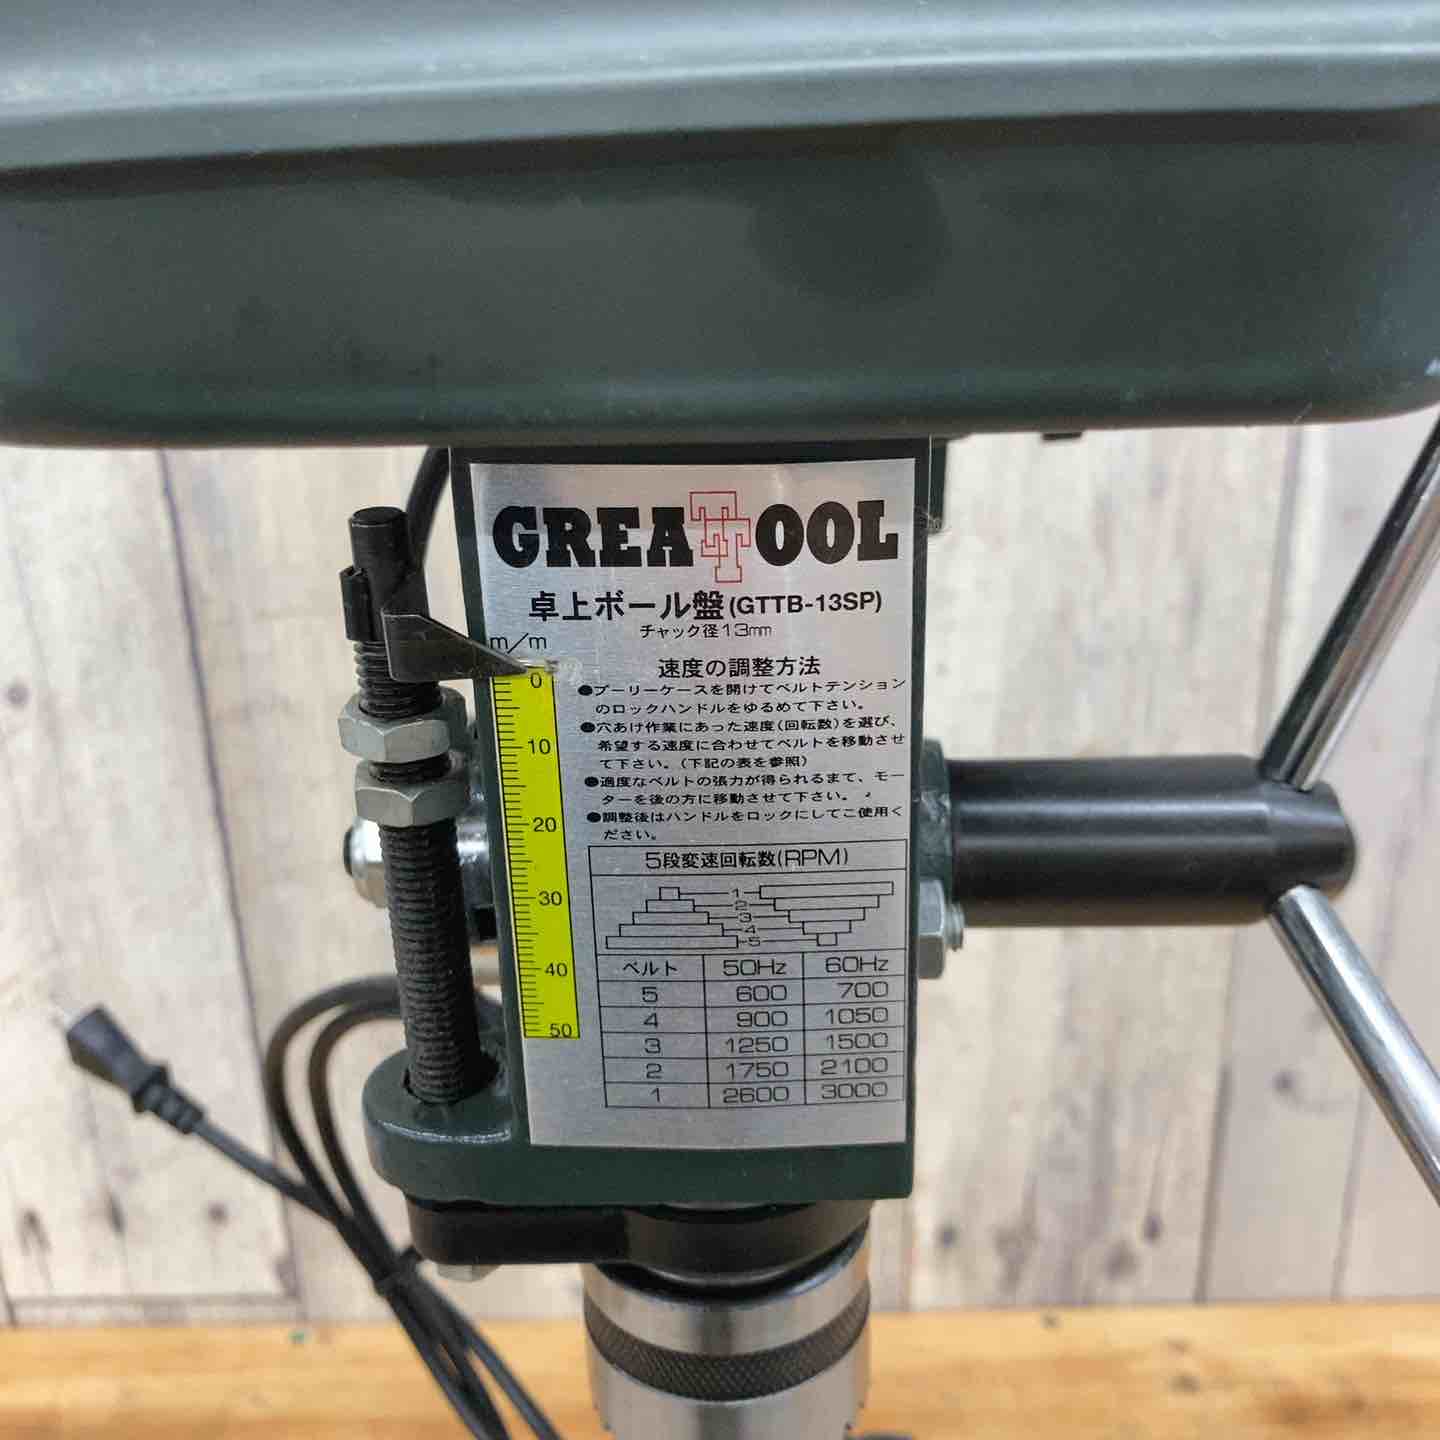 GREATOOL
卓上ボール盤(GTTB-13SP)
チャック径13mm
m/m
0
10
20
30
40
50
速度の調整方法
●プーリーケースを開けてベルトテンション
のロックハンドルをゆるめて下さい。
●穴あけ作業にあった速度(回転数)を選び、
希望する速度に合わせてベルトを移動させ
て下さい。(下記の表を参照)
●適度なベルトの張力が得られるまで、モー
ターを後の方に移動させて下さい。
●調整後はハンドルをロックにしてご使用く
ださい。
5段変速回転数(RPM)
1
2
3
4
5
ベルト 50Hz 60Hz
5 600 700
4 900 1050
3 1250 1500
2 1750 2100
1 2600 3000